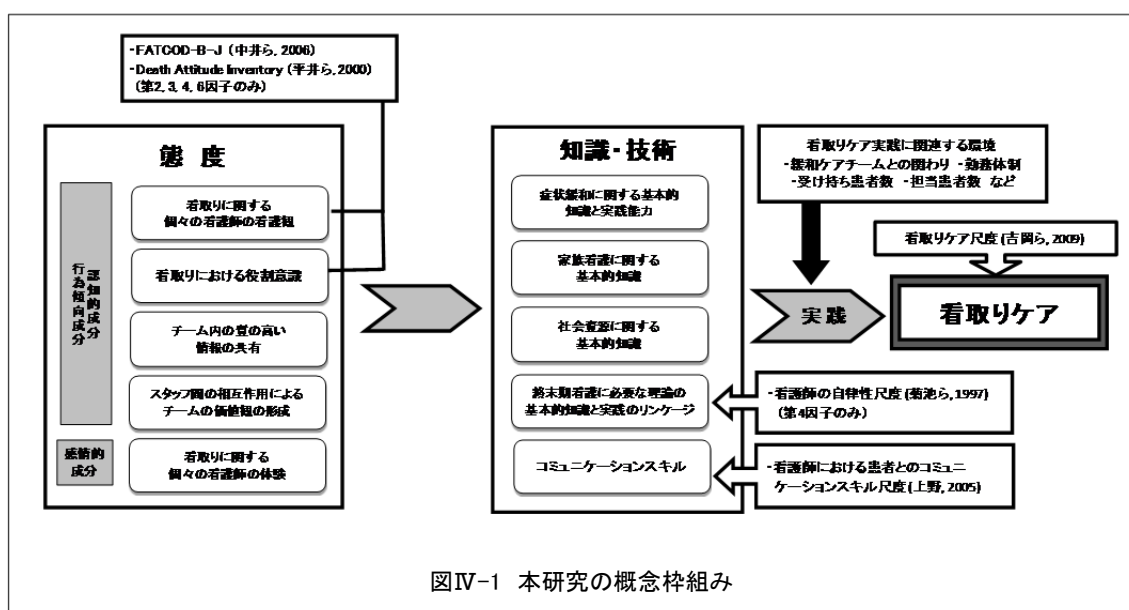 -FATCOD-B-J (中井ら, 2006)
-Death Attitude Inventory (平井ら, 2000)
(第2, 3, 4, 6因子のみ)
態 度
認知的成分
行為傾向成分
看取りに関する
個々の看護師の看護観
看取りにおける役割意識
チーム内の質の高い
情報の共有
スタッフ間の相互作用による
チームの価値観の形成
感情的
成分
看取りに関する
個々の看護師の体験
知識・技術
症状緩和に関する基本的
知識と実践能力
家族看護に関する
基本的知識
社会資源に関する
基本的知識
終末期看護に必要な理論の
基本的知識と実践のリンケージ
コミュニケーションスキル
看取りケア実践に関連する環境
-緩和ケアチームとの関わり -勤務体制
-受け持ち患者数 -担当患者数 など
実践
看取りケア尺度 (吉岡ら, 2009)
看取りケア
-看護師の自律性尺度 (菊池ら, 1997)
(第4因子のみ)
-看護師における患者とのコミュニ
ケーションスキル尺度 (上野, 2005)
図Ⅳ-1 本研究の概念枠組み